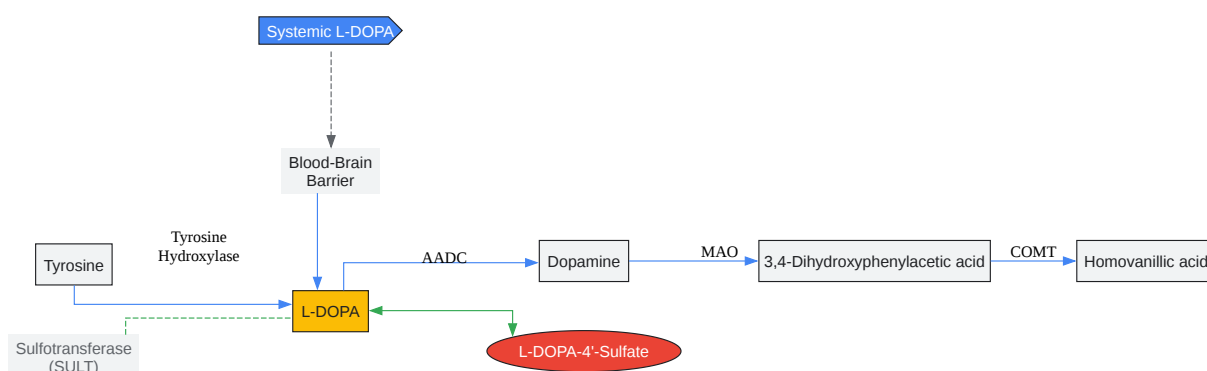 Systemic L-DOPA
Blood-Brain
Barrier
Tyrosine
Hydroxylase
Tyrosine
AADC
Dopamine
MAO
3,4-Dihydroxyphenylacetic acid
COMT
Homovanillic acid
L-DOPA
Sulfotransferase
(SULT)
L-DOPA-4'-Sulfate